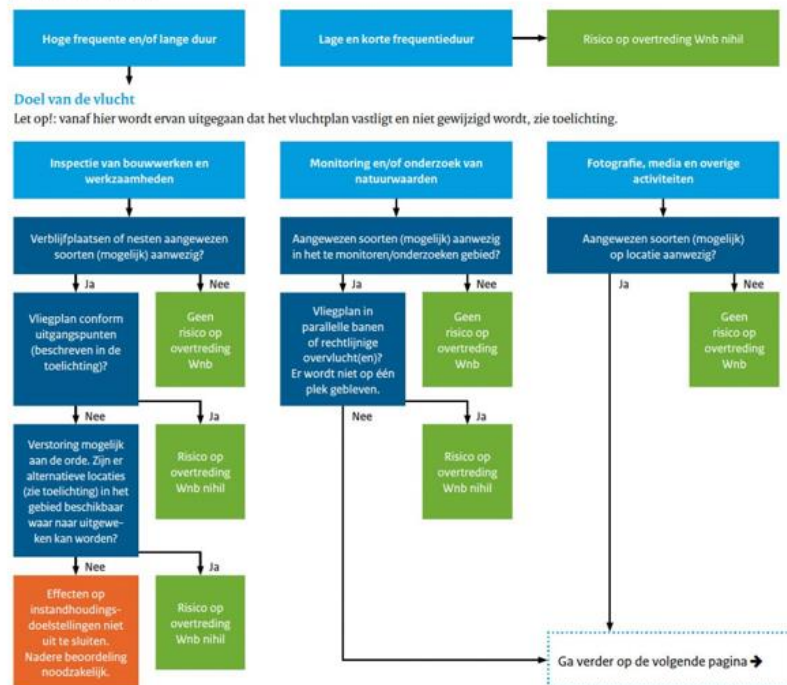 Hoge frequente en/of lange duur
Lage en korte frequentieduur
Risico op overtreding Wnb nihil
Doel van de vlucht
Let op!: vanaf hier wordt ervan uitgegaan dat het vluchtplan vastligt en niet gewijzigd wordt, zie toelichting.
Inspectie van bouwwerken en
werkzaamheden
Monitoring en/of onderzoek van
natuurwaarden
Fotografie, media en overige
activiteiten
Verblijfplaatsen of nesten aangewezen
soorten (mogelijk) aanwezig?
Aangewezen soorten (mogelijk) aanwezig
in het te monitoren/onderzoeken gebied?
Aangewezen soorten (mogelijk)
op locatie aanwezig?
Ja
Nee
Ja
Nee
Ja
Nee
Vliegplan conform
uitgangspunten
(beschreven in de
toelichting)?
Geen
risico op
overtreding
Wnb
Vliegplan in
parallelle banen
of rechtlijnige
overvlucht(en)?
Er wordt niet op één
plek gebleven.
Geen
risico op
overtreding
Wnb
Geen
risico op
overtreding
Wnb
Nee
Ja
Nee
Ja
Verstoring mogelijk
aan de orde. Zijn er
alternatieve locaties
(zie toelichting) in het
gebied beschikbaar
waar naar uitgewe-
ken kan worden?
Risico op
overtreding
Wnb nihil
Risico op
overtreding
Wnb nihil
Nee
Ja
Effecten op
instandhoudings-
doelstellingen niet
uit te sluiten.
Nadere beoordeling
noodzakelijk.
Risico op
overtreding
Wnb nihil
Ga verder op de volgende pagina →